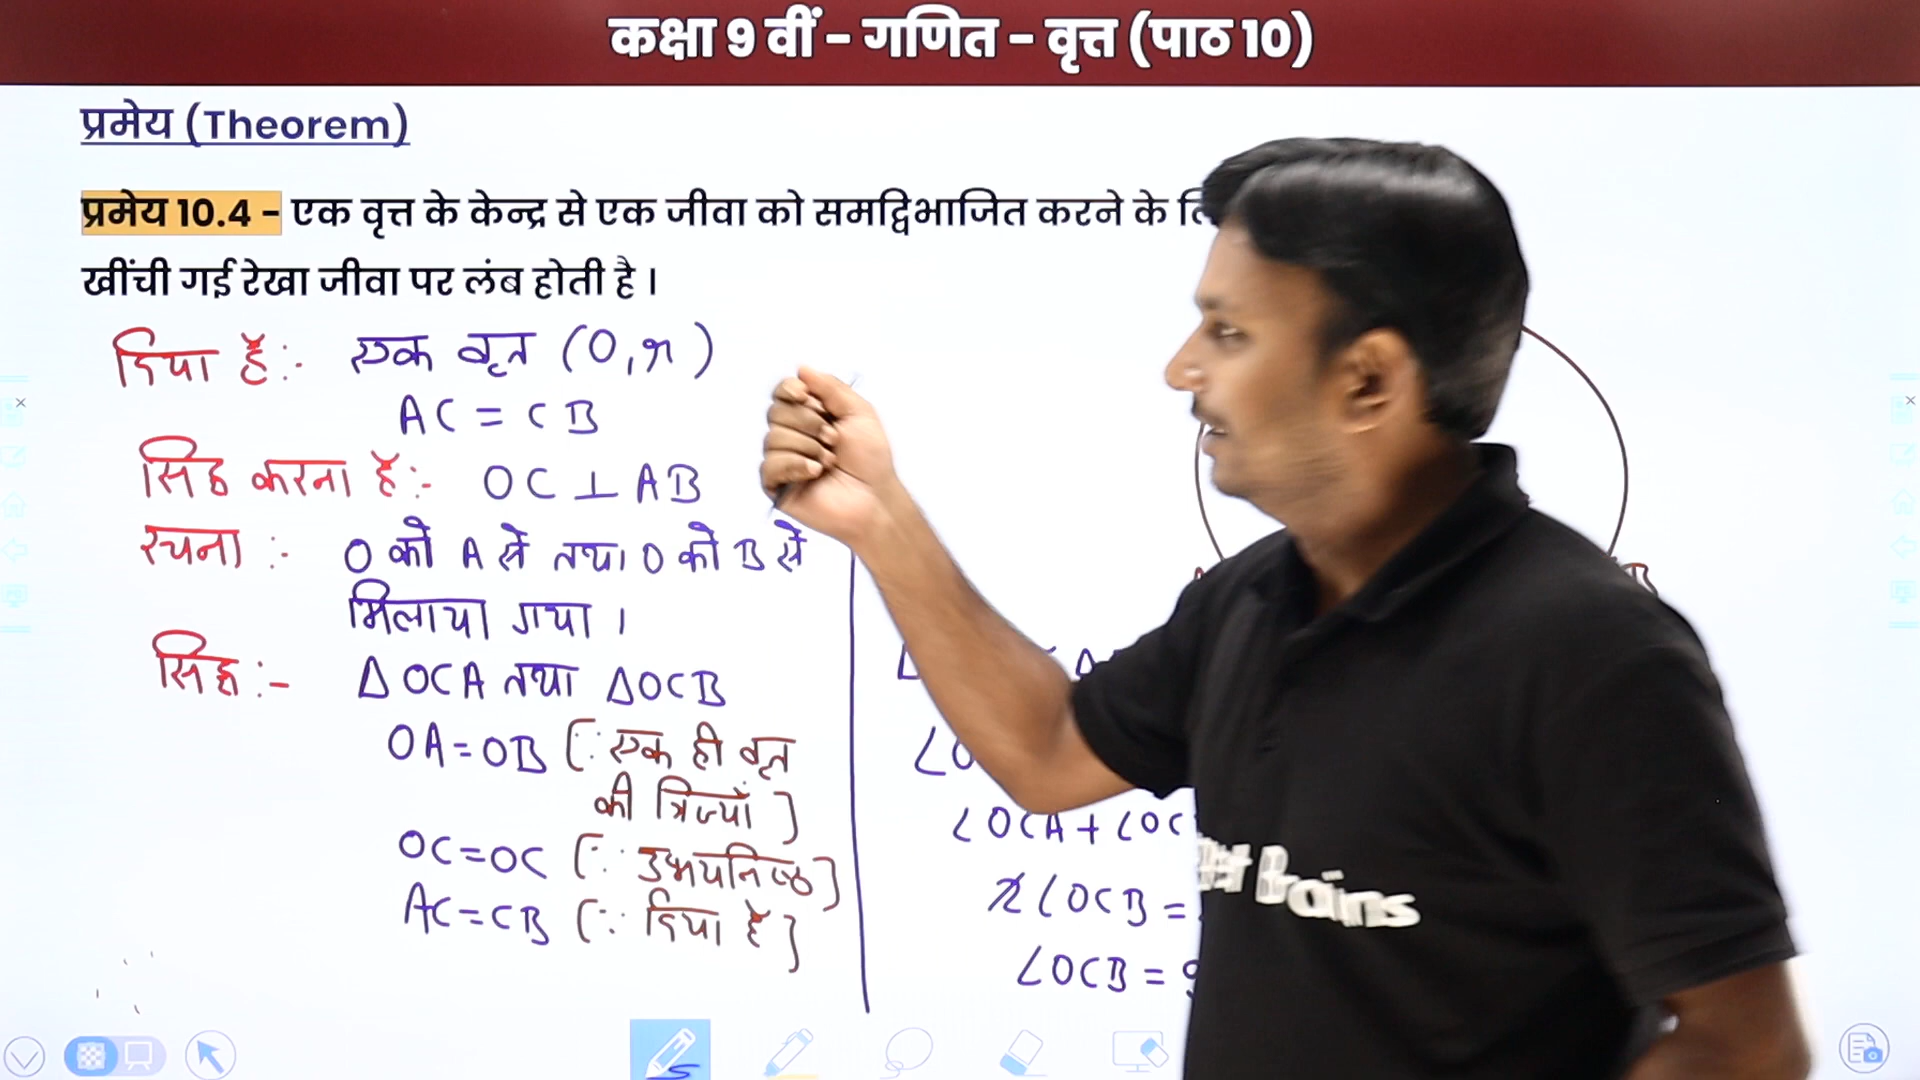 कक्षा 9 वीं - गणित - वृत्त (पाठ 10)
प्रमेय (Theorem)
प्रमेय 10.4 - एक वृत्त के केन्द्र से एक जीवा को समद्विभाजित करने के
खींची गई रेखा जीवा पर लंब होती है ।
दिया है :- एक वृत (O, r)
AC = CB
सिद्ध करना है :- OC ⊥ AB
रचना :- O को A से तथा O को B से
मिलाया गया ।
सिद्ध :- Δ OCA तथा ΔOCB
OA = OB [∵ एक ही वृत
की त्रिज्याँ ]
OC = OC [∵ उभयनिष्ठ]
AC = CB [∵ दिया है ]
∠OCA + ∠OC
2∠OCB =
∠OCB =
Brains
B